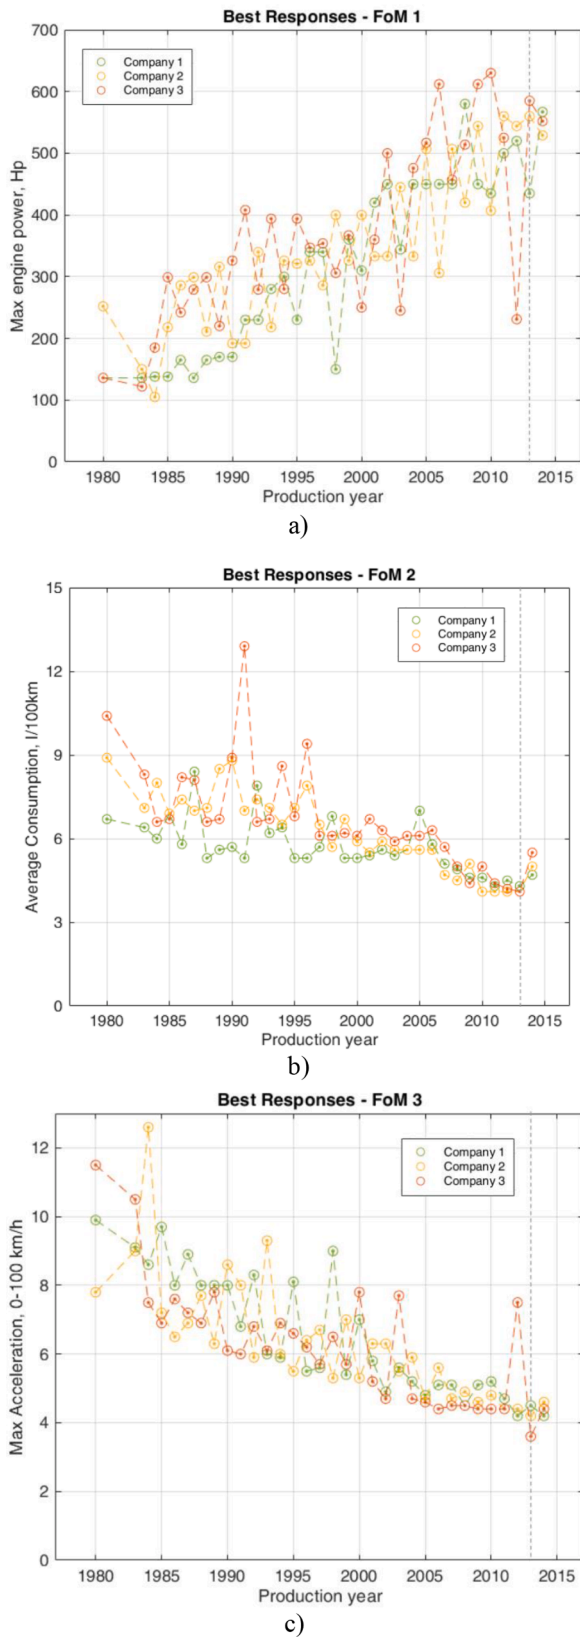 Best Responses - FoM 1
Max engine power, Hp
700
600
500
400
300
200
100
0
Company 1
Company 2
Company 3
1980 1985 1990 1995 2000 2005 2010 2015
Production year
a)
Best Responses - FoM 2
Average Consumption, l/100km
15
12
9
6
3
0
Company 1
Company 2
Company 3
1980 1985 1990 1995 2000 2005 2010 2015
Production year
b)
Best Responses - FoM 3
Max Acceleration, 0-100 km/h
12
10
8
6
4
2
0
Company 1
Company 2
Company 3
1980 1985 1990 1995 2000 2005 2010 2015
Production year
c)